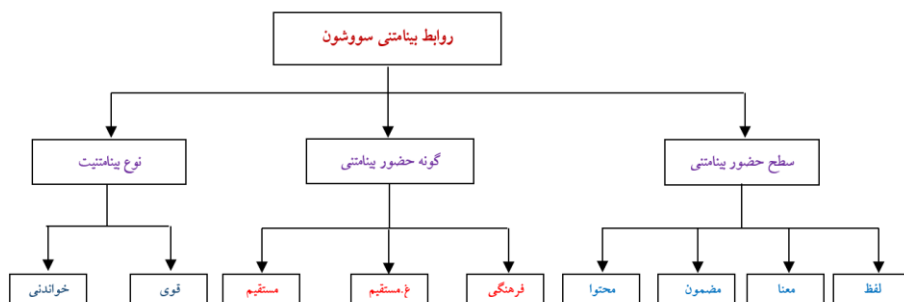 روابط بینامتنی سووشون
سطح حضور بینامتنی
گونه حضور بینامتنی
نوع بینامتنیت
لفظ
معنا
مضمون
محتوا
فرهنگی
غ.مستقیم
مستقیم
قوی
خواندنی